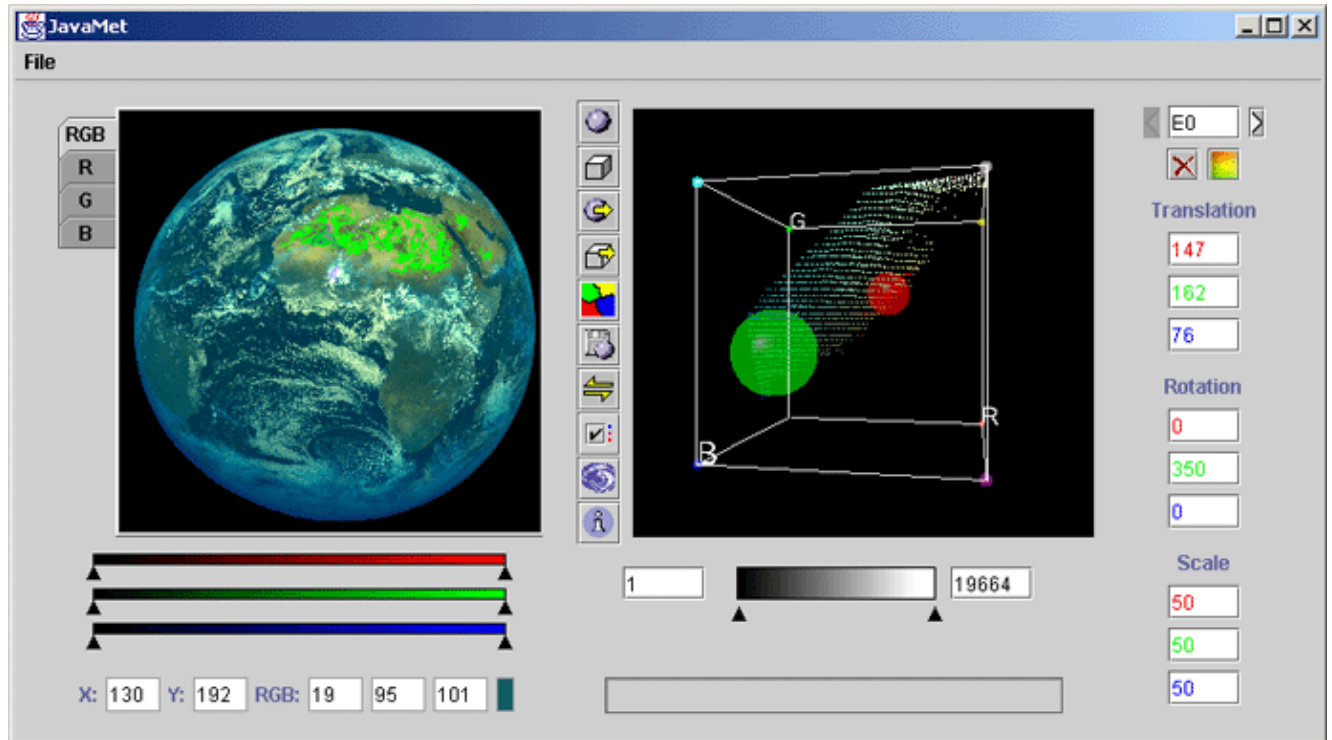 JavaMet
File
RGB
R
G
B
G
R
B
E0
Translation
147
162
76
Rotation
0
350
0
Scale
50
50
50
1
19664
X: 130 Y: 192 RGB: 19 95 101